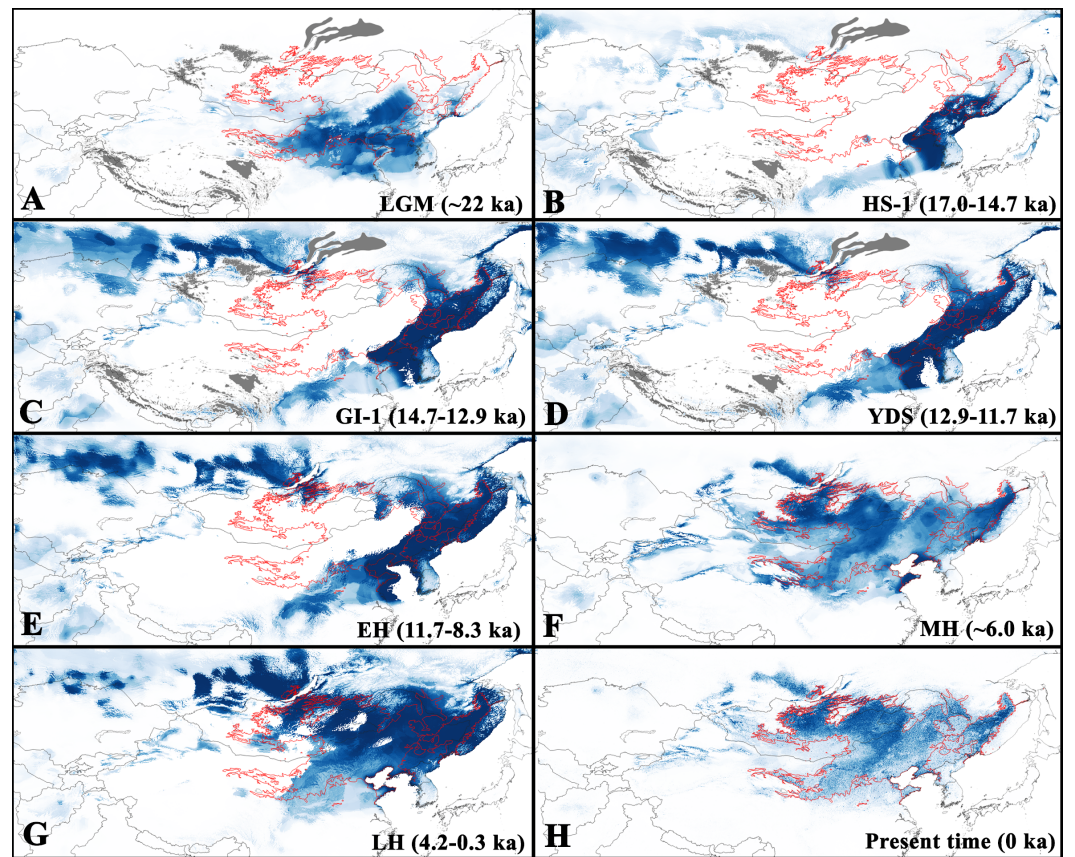 A
LGM (~22 ka)
B
HS-1 (17.0-14.7 ka)
C
GI-1 (14.7-12.9 ka)
D
YDS (12.9-11.7 ka)
E
EH (11.7-8.3 ka)
F
MH (~6.0 ka)
G
LH (4.2-0.3 ka)
H
Present time (0 ka)